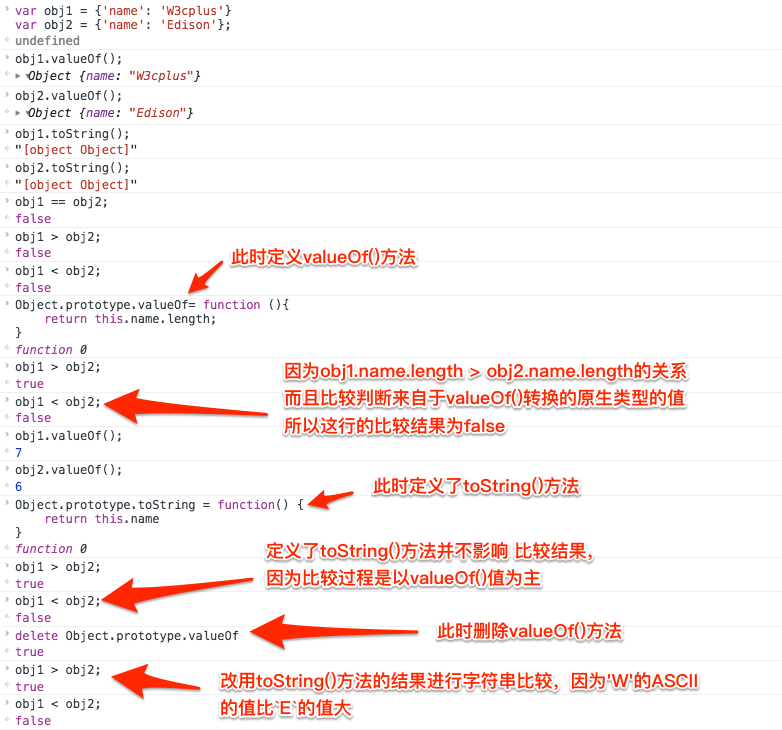 var obj1 = {'name': 'W3cplus'}
var obj2 = {'name': 'Edison'};
undefined
obj1.valueOf();
Object {name: "W3cplus"}
obj2.valueOf();
Object {name: "Edison"}
obj1.toString();
"[object Object]"
obj2.toString();
"[object Object]"
obj1 == obj2;
false
obj1 > obj2;
false
此时定义valueOf()方法
obj1 < obj2;
false
Object.prototype.valueOf= function (){
return this.name.length;
}
function ()
obj1 > obj2;
true
因为obj1.name.length > obj2.name.length的关系
而且比较判断来自于valueOf()转换的原生类型的值
所以这行的比较结果为false
obj1 < obj2;
false
obj1.valueOf();
7
obj2.valueOf();
6
此时定义了toString()方法
Object.prototype.toString = function() {
return this.name
}
function ()
定义了toString()方法并不影响 比较结果，
因为比较过程是以valueOf()值为主
obj1 > obj2;
true
obj1 < obj2;
false
delete Object.prototype.valueOf
此时删除valueOf()方法
true
obj1 > obj2;
true
改用toString()方法的结果进行字符串比较，因为'W'的ASCII
的值比`E`的值大
obj1 < obj2;
false